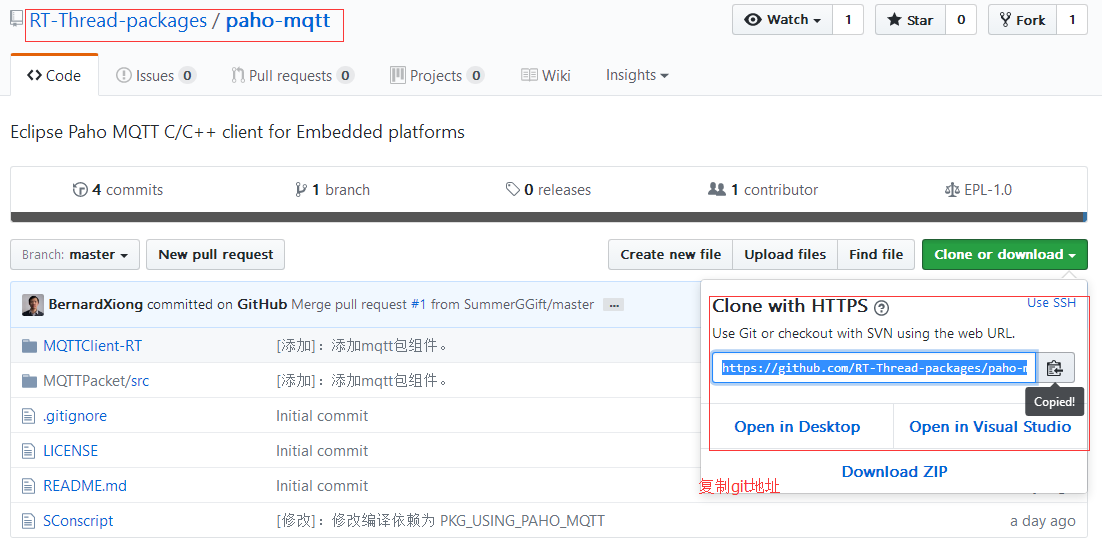 RT-Thread-packages / paho-mqtt
Watch 1 Star 0 Fork 1
Code Issues 0 Pull requests 0 Projects 0 Wiki Insights
Eclipse Paho MQTT C/C++ client for Embedded platforms
4 commits 1 branch 0 releases 1 contributor EPL-1.0
Branch: master New pull request Create new file Upload files Find file Clone or download
BernardXiong committed on GitHub Merge pull request #1 from SummerGGift/master ...
MQTTClient-RT [添加]：添加mqtt包组件。
MQTTPacket/src [添加]：添加mqtt包组件。
.gitignore Initial commit
LICENSE Initial commit
README.md Initial commit
SConscript [修改]：修改编译依赖为 PKG_USING_PAHO_MQTT a day ago
Clone with HTTPS Use SSH
Use Git or checkout with SVN using the web URL.
https://github.com/RT-Thread-packages/paho-m
Copied!
Open in Desktop Open in Visual Studio
Download ZIP
复制git地址